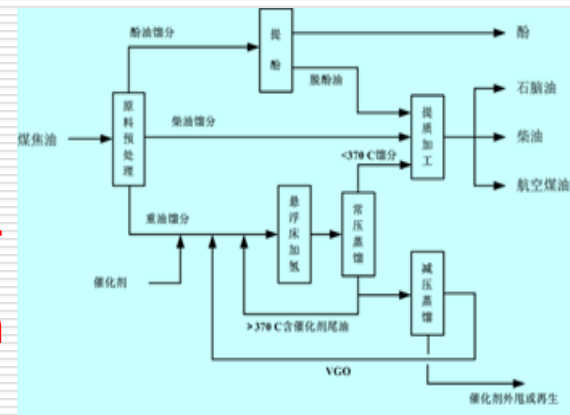 酚油馏分
提酚
酚
脱酚油
石脑油
煤焦油
原料预处理
柴油馏分
提质加工
柴油
<370 C馏分
航空煤油
重油馏分
悬浮床加氢
常压蒸馏
减压蒸馏
催化剂
>370 C含催化剂尾油
VGO
催化剂外甩或再生